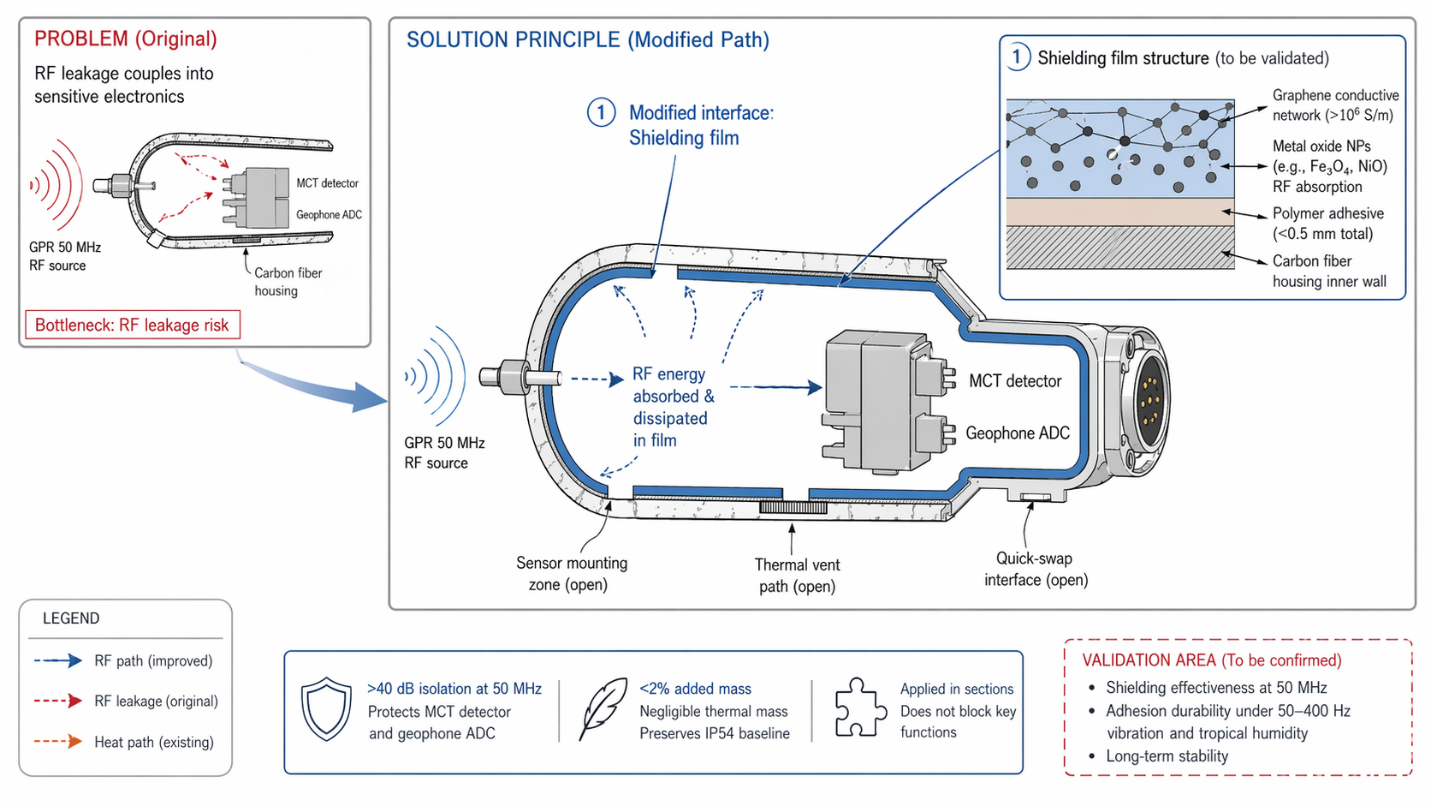 PROBLEM (Original)
RF leakage couples into
sensitive electronics
MCT detector
Geophone ADC
GPR 50 MHz
RF source
Carbon fiber
housing
Bottleneck: RF leakage risk
SOLUTION PRINCIPLE (Modified Path)
1 Modified interface:
Shielding film
1 Shielding film structure (to be validated)
Graphene conductive
network (>10⁶ S/m)
Metal oxide NPs
(e.g., Fe₃O₄, NiO)
RF absorption
Polymer adhesive
(<0.5 mm total)
Carbon fiber
housing inner wall
RF energy
absorbed &
dissipated
in film
MCT detector
Geophone ADC
GPR 50 MHz
RF source
Sensor mounting
zone (open)
Thermal vent
path (open)
Quick-swap
interface (open)
LEGEND
RF path (improved)
RF leakage (original)
Heat path (existing)
>40 dB isolation at 50 MHz
Protects MCT detector
and geophone ADC
<2% added mass
Negligible thermal mass
Preserves IP54 baseline
Applied in sections
Does not block key
functions
VALIDATION AREA (To be confirmed)
• Shielding effectiveness at 50 MHz
• Adhesion durability under 50–400 Hz
vibration and tropical humidity
• Long-term stability